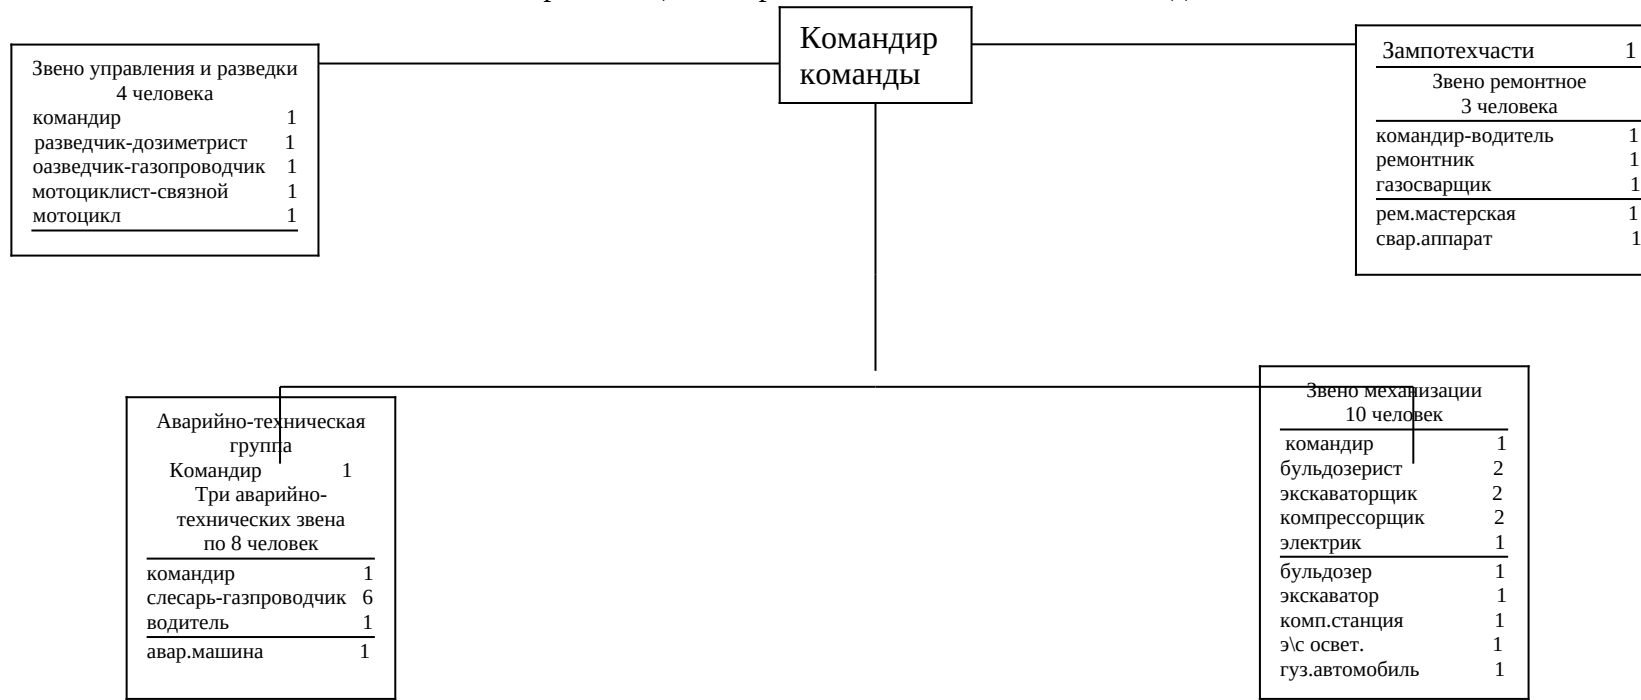 Командир
команды
Звено управления и разведки
4 человека
командир 1
разведчик-дозиметрист 1
оазведчик-газопроводчик 1
мотоциклист-связной 1
мотоцикл 1
Зампотехчасти 1
Звено ремонтное
3 человека
командир-водитель 1
ремонтник 1
газосварщик 1
рем.мастерская 1
свар.аппарат 1
Аварийно-техническая
группа
Командир 1
Три аварийно-
технических звена
по 8 человек
командир 1
слесарь-газпроводчик 6
водитель 1
авар.машина 1
Звено механизации
10 человек
командир 1
бульдозерист 2
экскаваторщик 2
компрессорщик 2
электрик 1
бульдозер 1
экскаватор 1
комп.станция 1
э\с освет. 1
гуз.автомобиль 1